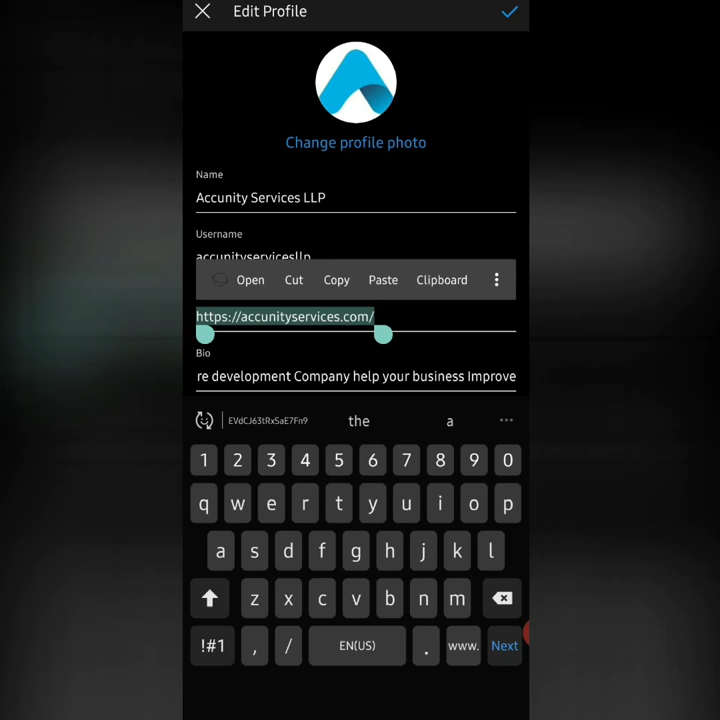 Edit Profile
Change profile photo
Name
Accunity Services LLP
Username
accunityservicesllp
Open Cut Copy Paste Clipboard
https://accunityservices.com/
Bio
re development Company help your business Improve
EVdCJ63tRxSaE7Fn9 the a
1 2 3 4 5 6 7 8 9 0
q w e r t y u i o p
a s d f g h j k l
z x c v b n m
!#1 , / EN(US) . www. Next